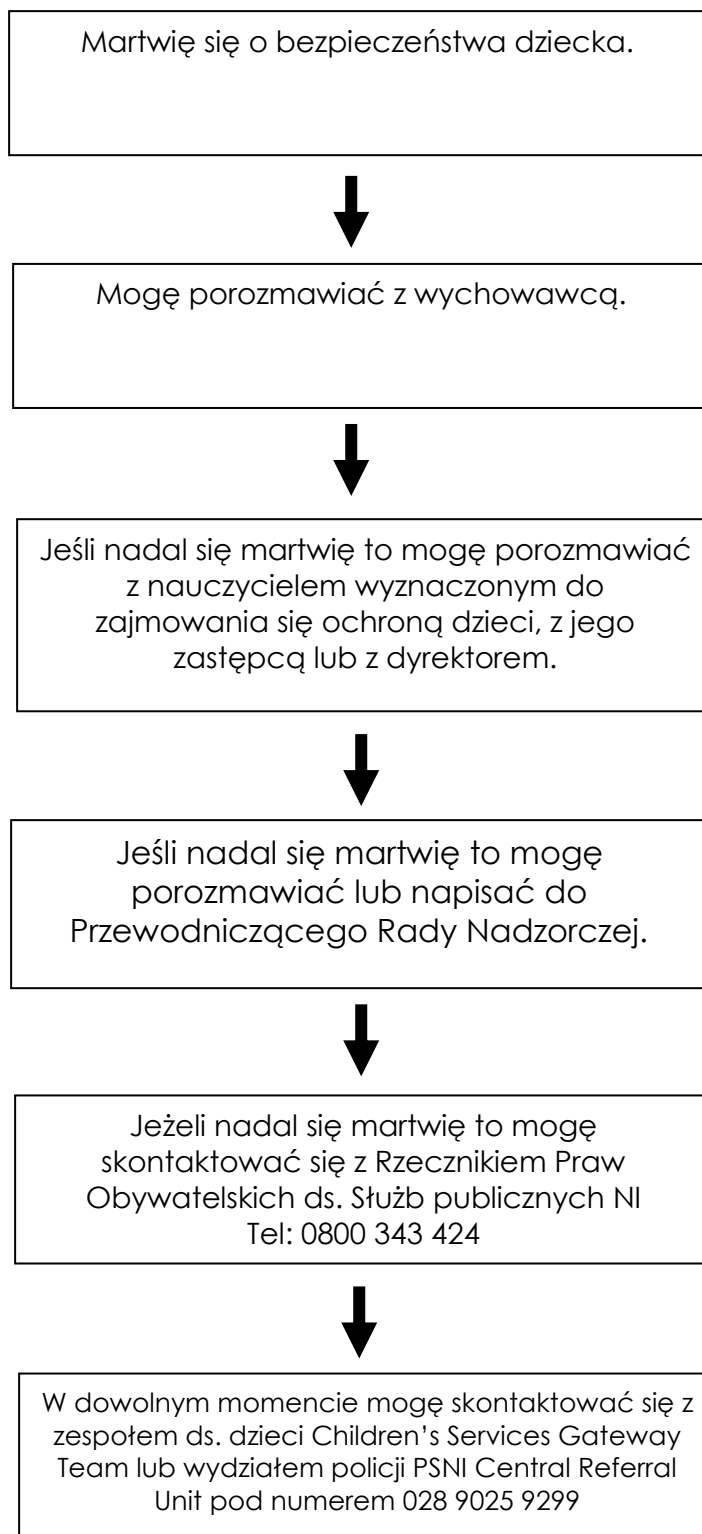 Martwię się o bezpieczeństwa dziecka.
Mogę porozmawiać z wychowawcą.
Jeśli nadal się martwię to mogę porozmawiać
z nauczycielem wyznaczonym do
zajmowania się ochroną dzieci, z jego
zastępcą lub z dyrektorem.
Jeśli nadal się martwię to mogę
porozmawiać lub napisać do
Przewodniczącego Rady Nadzorczej.
Jeżeli nadal się martwię to mogę
skontaktować się z Rzecznikiem Praw
Obywatelskich ds. Służb publicznych NI
Tel: 0800 343 424
W dowolnym momencie mogę skontaktować się z
zespołem ds. dzieci Children’s Services Gateway
Team lub wydziałem policji PSNI Central Referral
Unit pod numerem 028 9025 9299